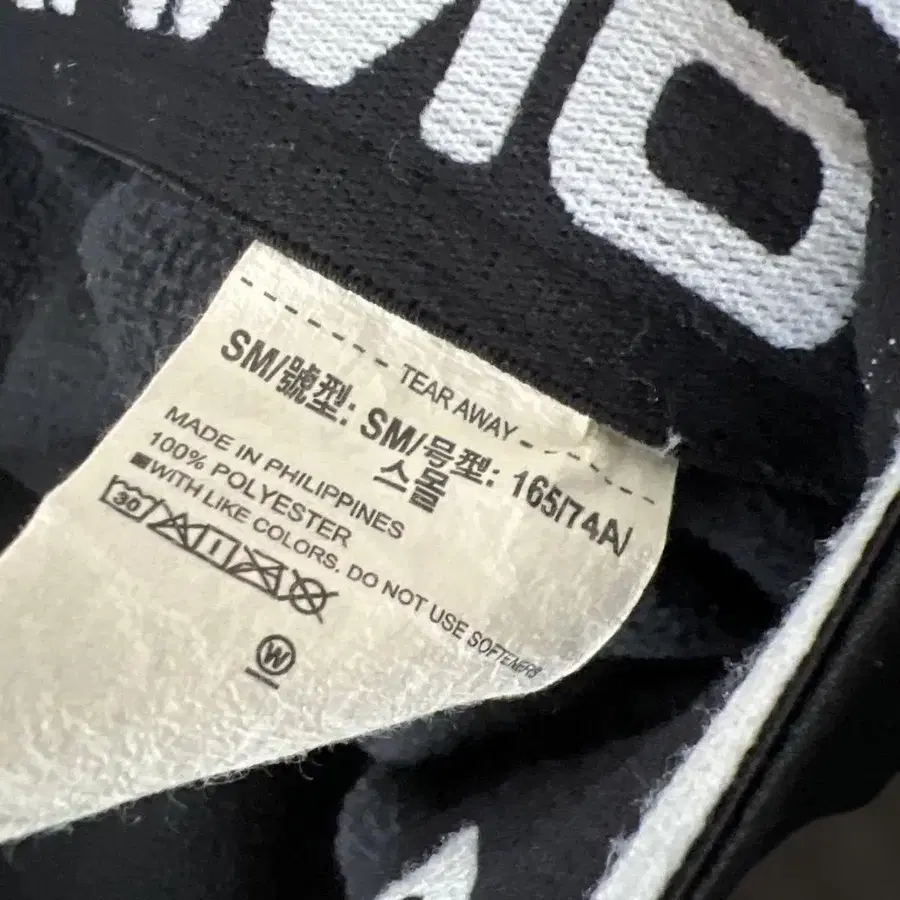 TEAR AWAY
SM/號型: SM/号型: 165/74A/
스몰
MADE IN PHILIPPINES
100% POLYESTER
WITH LIKE COLORS. DO NOT USE SOFTENERS
30
W